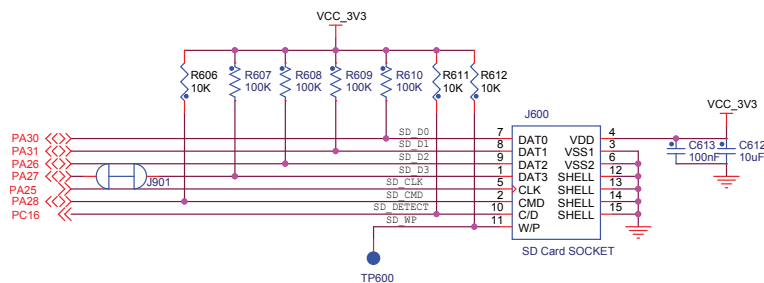 VCC_3V3
R606 R607 R608 R609 R610 R611 R612
10K 100K 100K 100K 100K 10K 10K
J600
VCC_3V3
PA30 SD_D0 7 DAT0 VDD 4
PA31 SD_D1 8 DAT1 VSS1 3 C613 C612
PA26 SD_D2 9 DAT2 VSS2 6 100nF 10uF
PA27 J901 SD_D3 1 DAT3 SHELL 12
PA25 SD_CLK 5 CLK SHELL 13
PA28 SD_CMD 2 CMD SHELL 14
PC16 SD_DETECT 10 C/D SHELL 15
SD_WP 11 W/P
SD Card SOCKET
TP600